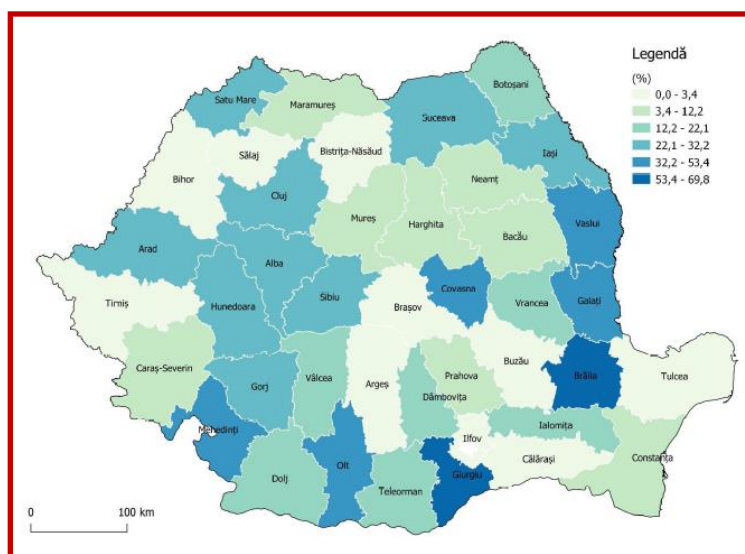 Legendă
(%)
0,0 - 3,4
3,4 - 12,2
12,2 - 22,1
22,1 - 32,2
32,2 - 53,4
53,4 - 69,8
Botoșani
Satu Mare
Maramureș
Suceava
Iași
Sălaj
Bistrița-Năsăud
Bihor
Neamț
Cluj
Mureș
Harghita
Bacău
Vaslui
Arad
Alba
Timiș
Hunedoara
Sibiu
Brașov
Covasna
Vrancea
Galați
Caraș-Severin
Gorj
Vâlcea
Argeș
Prahova
Dâmbovița
Buzău
Brăila
Tulcea
Mehedinți
Ilfov
Ialomița
Călărași
Constanța
Dolj
Olt
Teleorman
Giurgiu
0 100 km